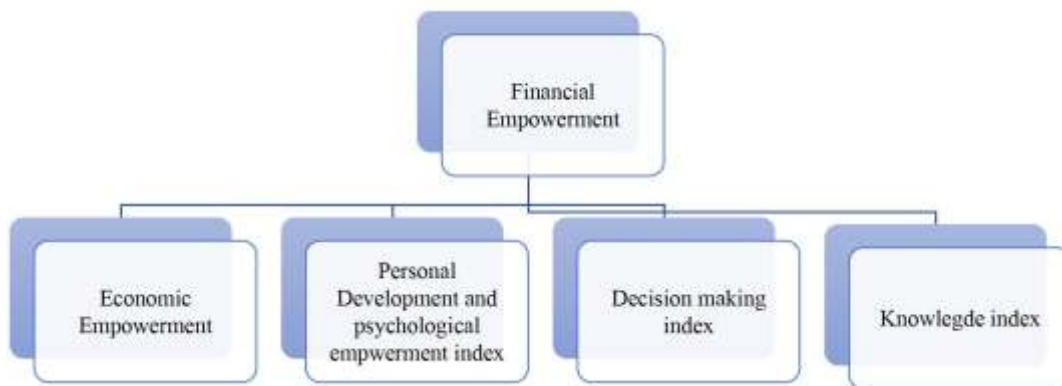 Financial
Empowerment
Economic
Empowerment
Personal
Development and
psychological
empwerment index
Decision making
index
Knowlegde index